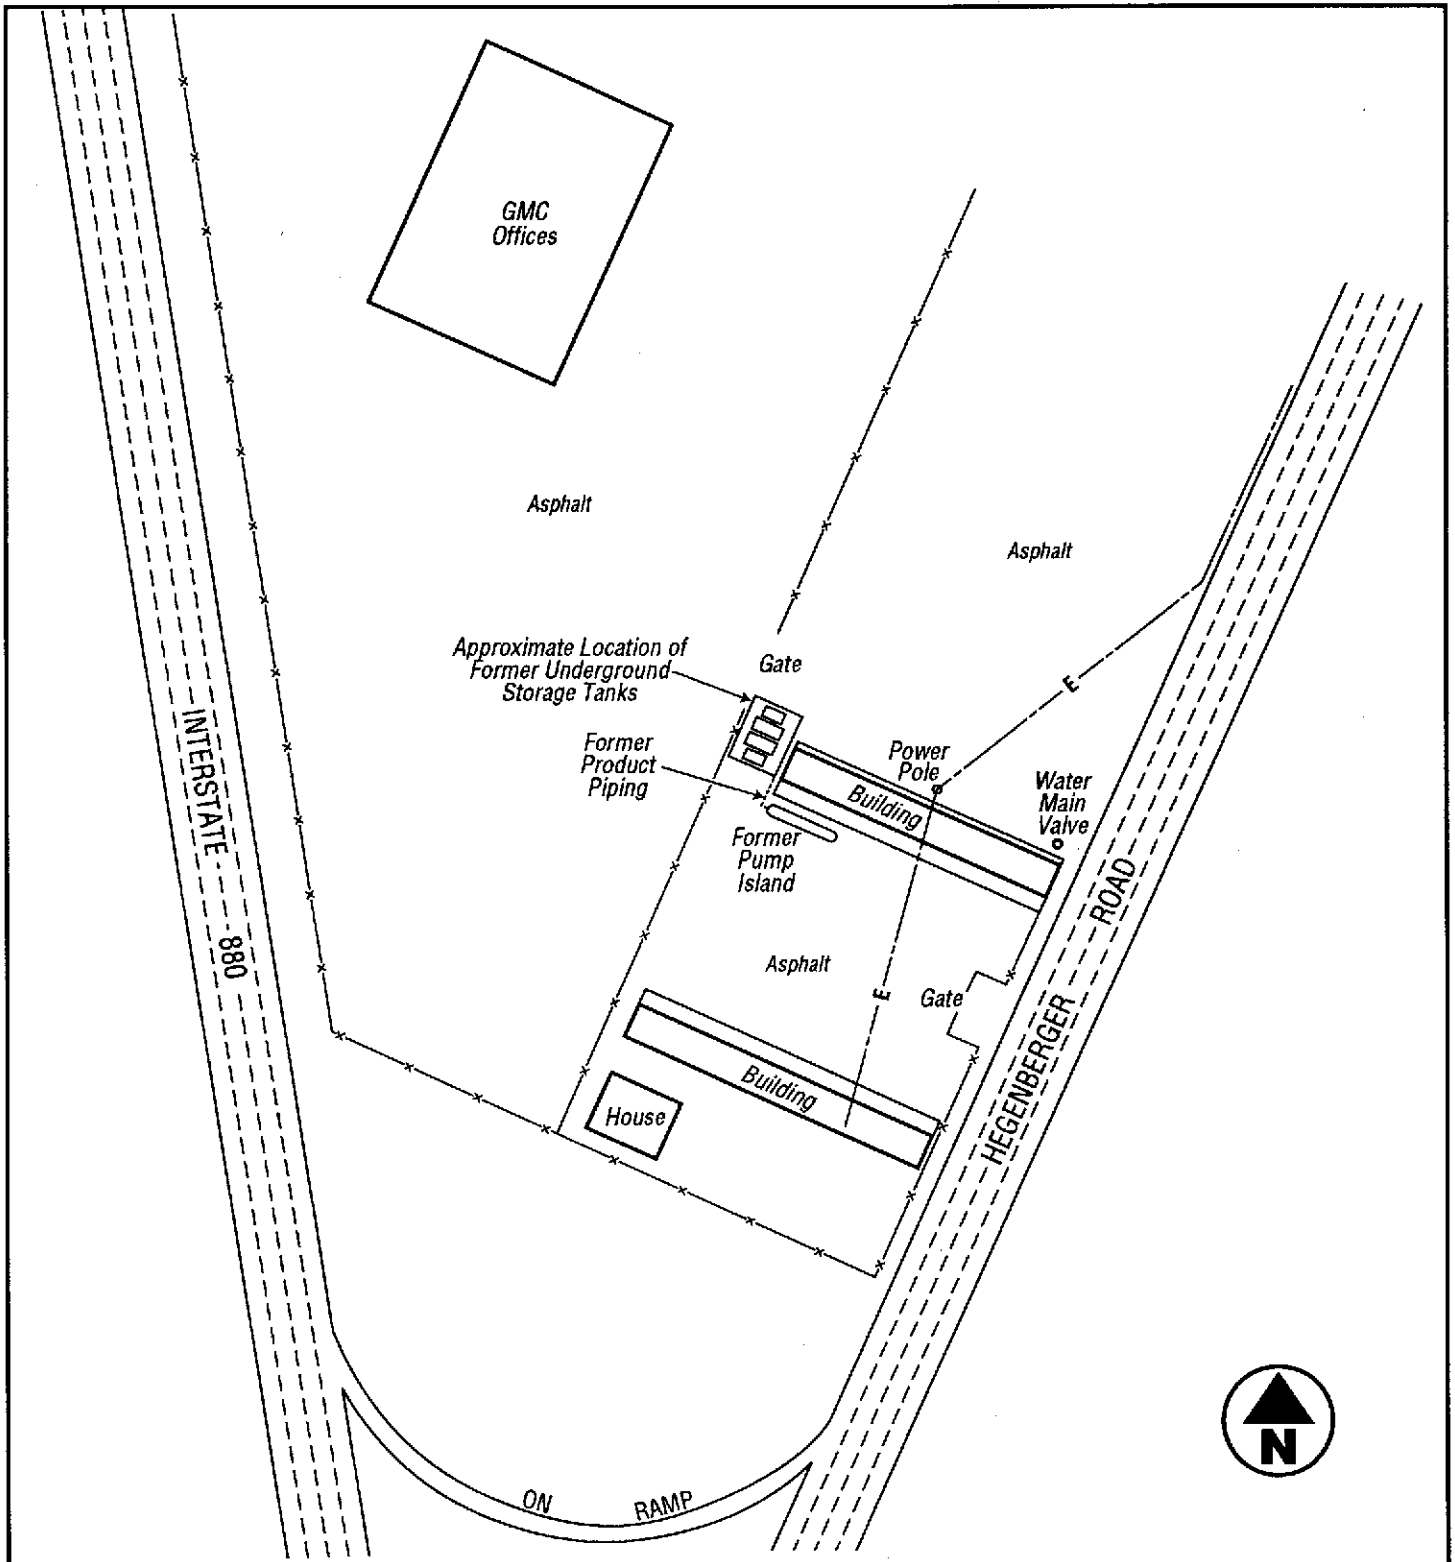 GMC
Offices
Asphalt
Asphalt
Approximate Location of
Former Underground
Storage Tanks
Gate
Former
Product
Piping
Power
Pole
Building
Water
Main
Valve
Former
Pump
Island
E
INTERSTATE 880
HEGENBERGER ROAD
Asphalt
E
Gate
Building
House
ON RAMP
N